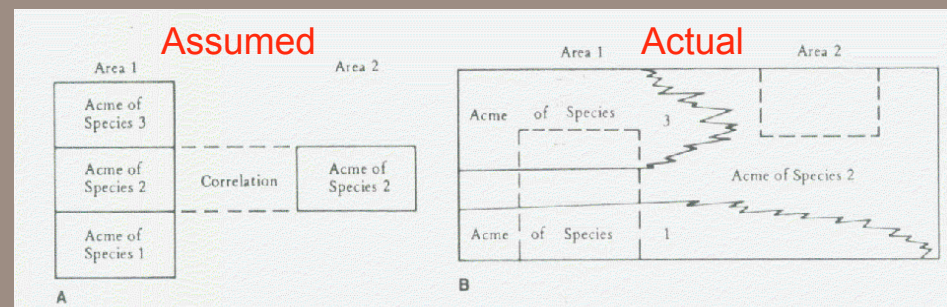 Assumed
Actual
Area 1
Area 2
Acme of
Species 3
Acme of
Species 2
Correlation
Acme of
Species 2
Acme of
Species 1
A
Area 1
Area 2
Acme of Species 3
Acme of Species 2
Acme of Species 1
B